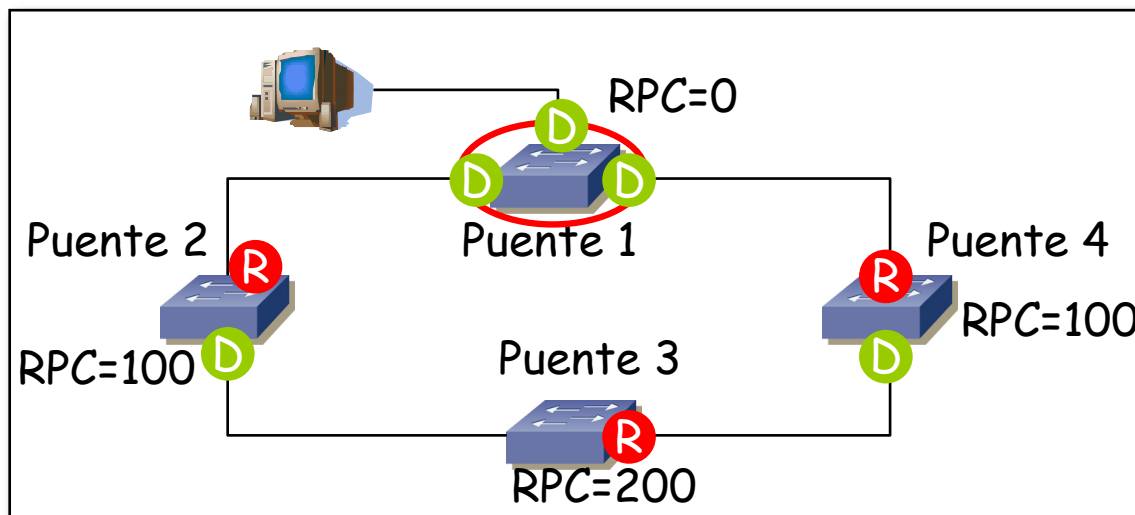 RPC=0
D
D
D
Puente 2
Puente 1
Puente 4
R
R
RPC=100
D
RPC=100
Puente 3
D
R
RPC=200